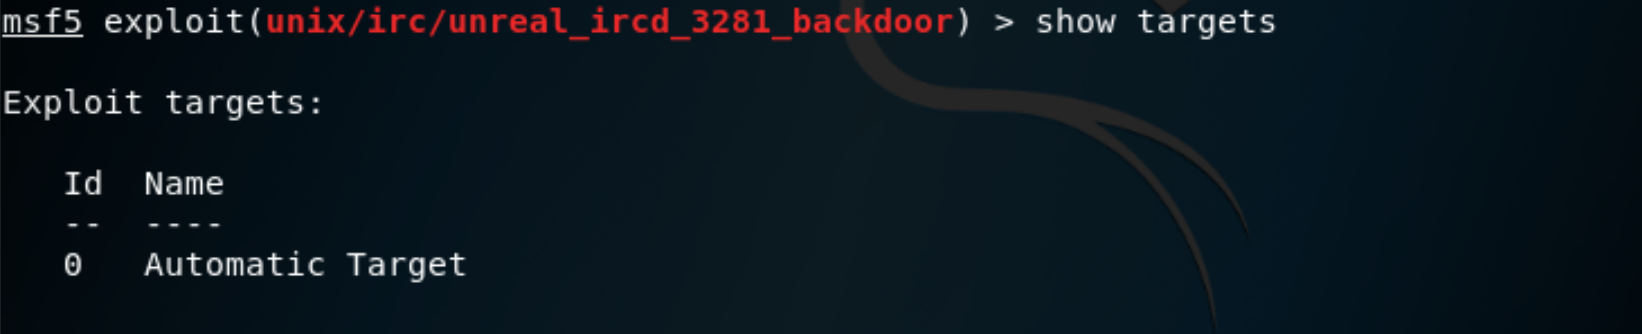 msf5 exploit(unix/irc/unreal_ircd_3281_backdoor) > show targets
Exploit targets:
Id  Name
--  ----
0   Automatic Target